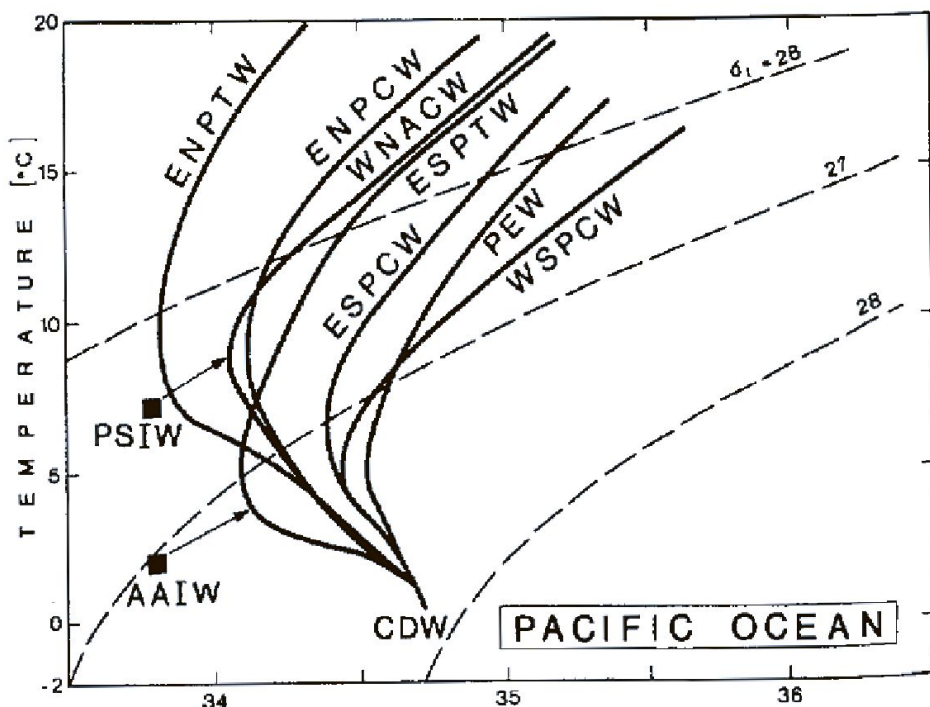 20
15
10
5
0
-2
TEMPERATURE [°C]
ENPTW
ENPCW
WNACW
ESPTW
ESPCW
PEW
WSPCW
σt = 28
27
28
PSIW
AAIW
CDW
PACIFIC OCEAN
34
35
36